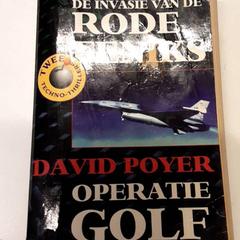 DE INVASIE VAN DE
RODE
TWEE
TECHNO-THRILLERS
DAVID POYER
OPERATIE
GOLF